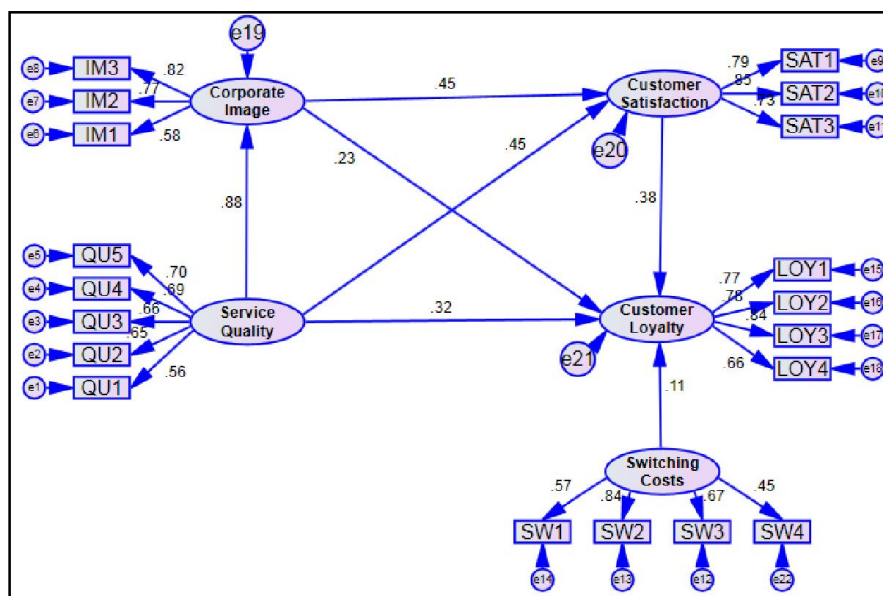 e19
e8 IM3 .82
Corporate
Image
.45
Customer
Satisfaction
.79 SAT1 e9
e7 IM2 .77
.85 SAT2 e10
e6 IM1 .58
.73 SAT3
e20
.23
.45
.88
.38
e5 QU5 .70
e4 QU4 .69
e3 QU3 .66
e2 QU2 .65
e1 QU1 .56
Service
Quality
.32
Customer
Loyalty
e21
.77 LOY1 e15
.78 LOY2 e16
.84 LOY3 e17
.66 LOY4 e18
.11
Switching
Costs
.57 .84 .67 .45
SW1 SW2 SW3 SW4
e14 e13 e12 e22